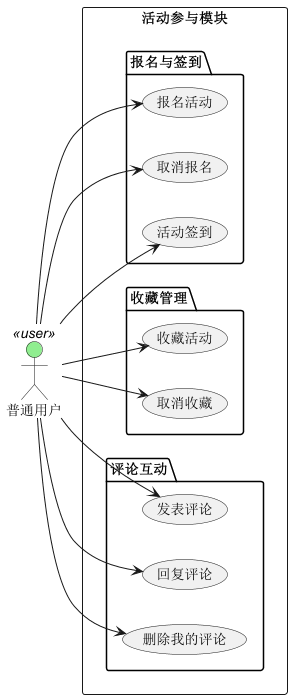 活动参与模块
报名与签到
报名活动
取消报名
活动签到
«user»
普通用户
收藏管理
收藏活动
取消收藏
评论互动
发表评论
回复评论
删除我的评论